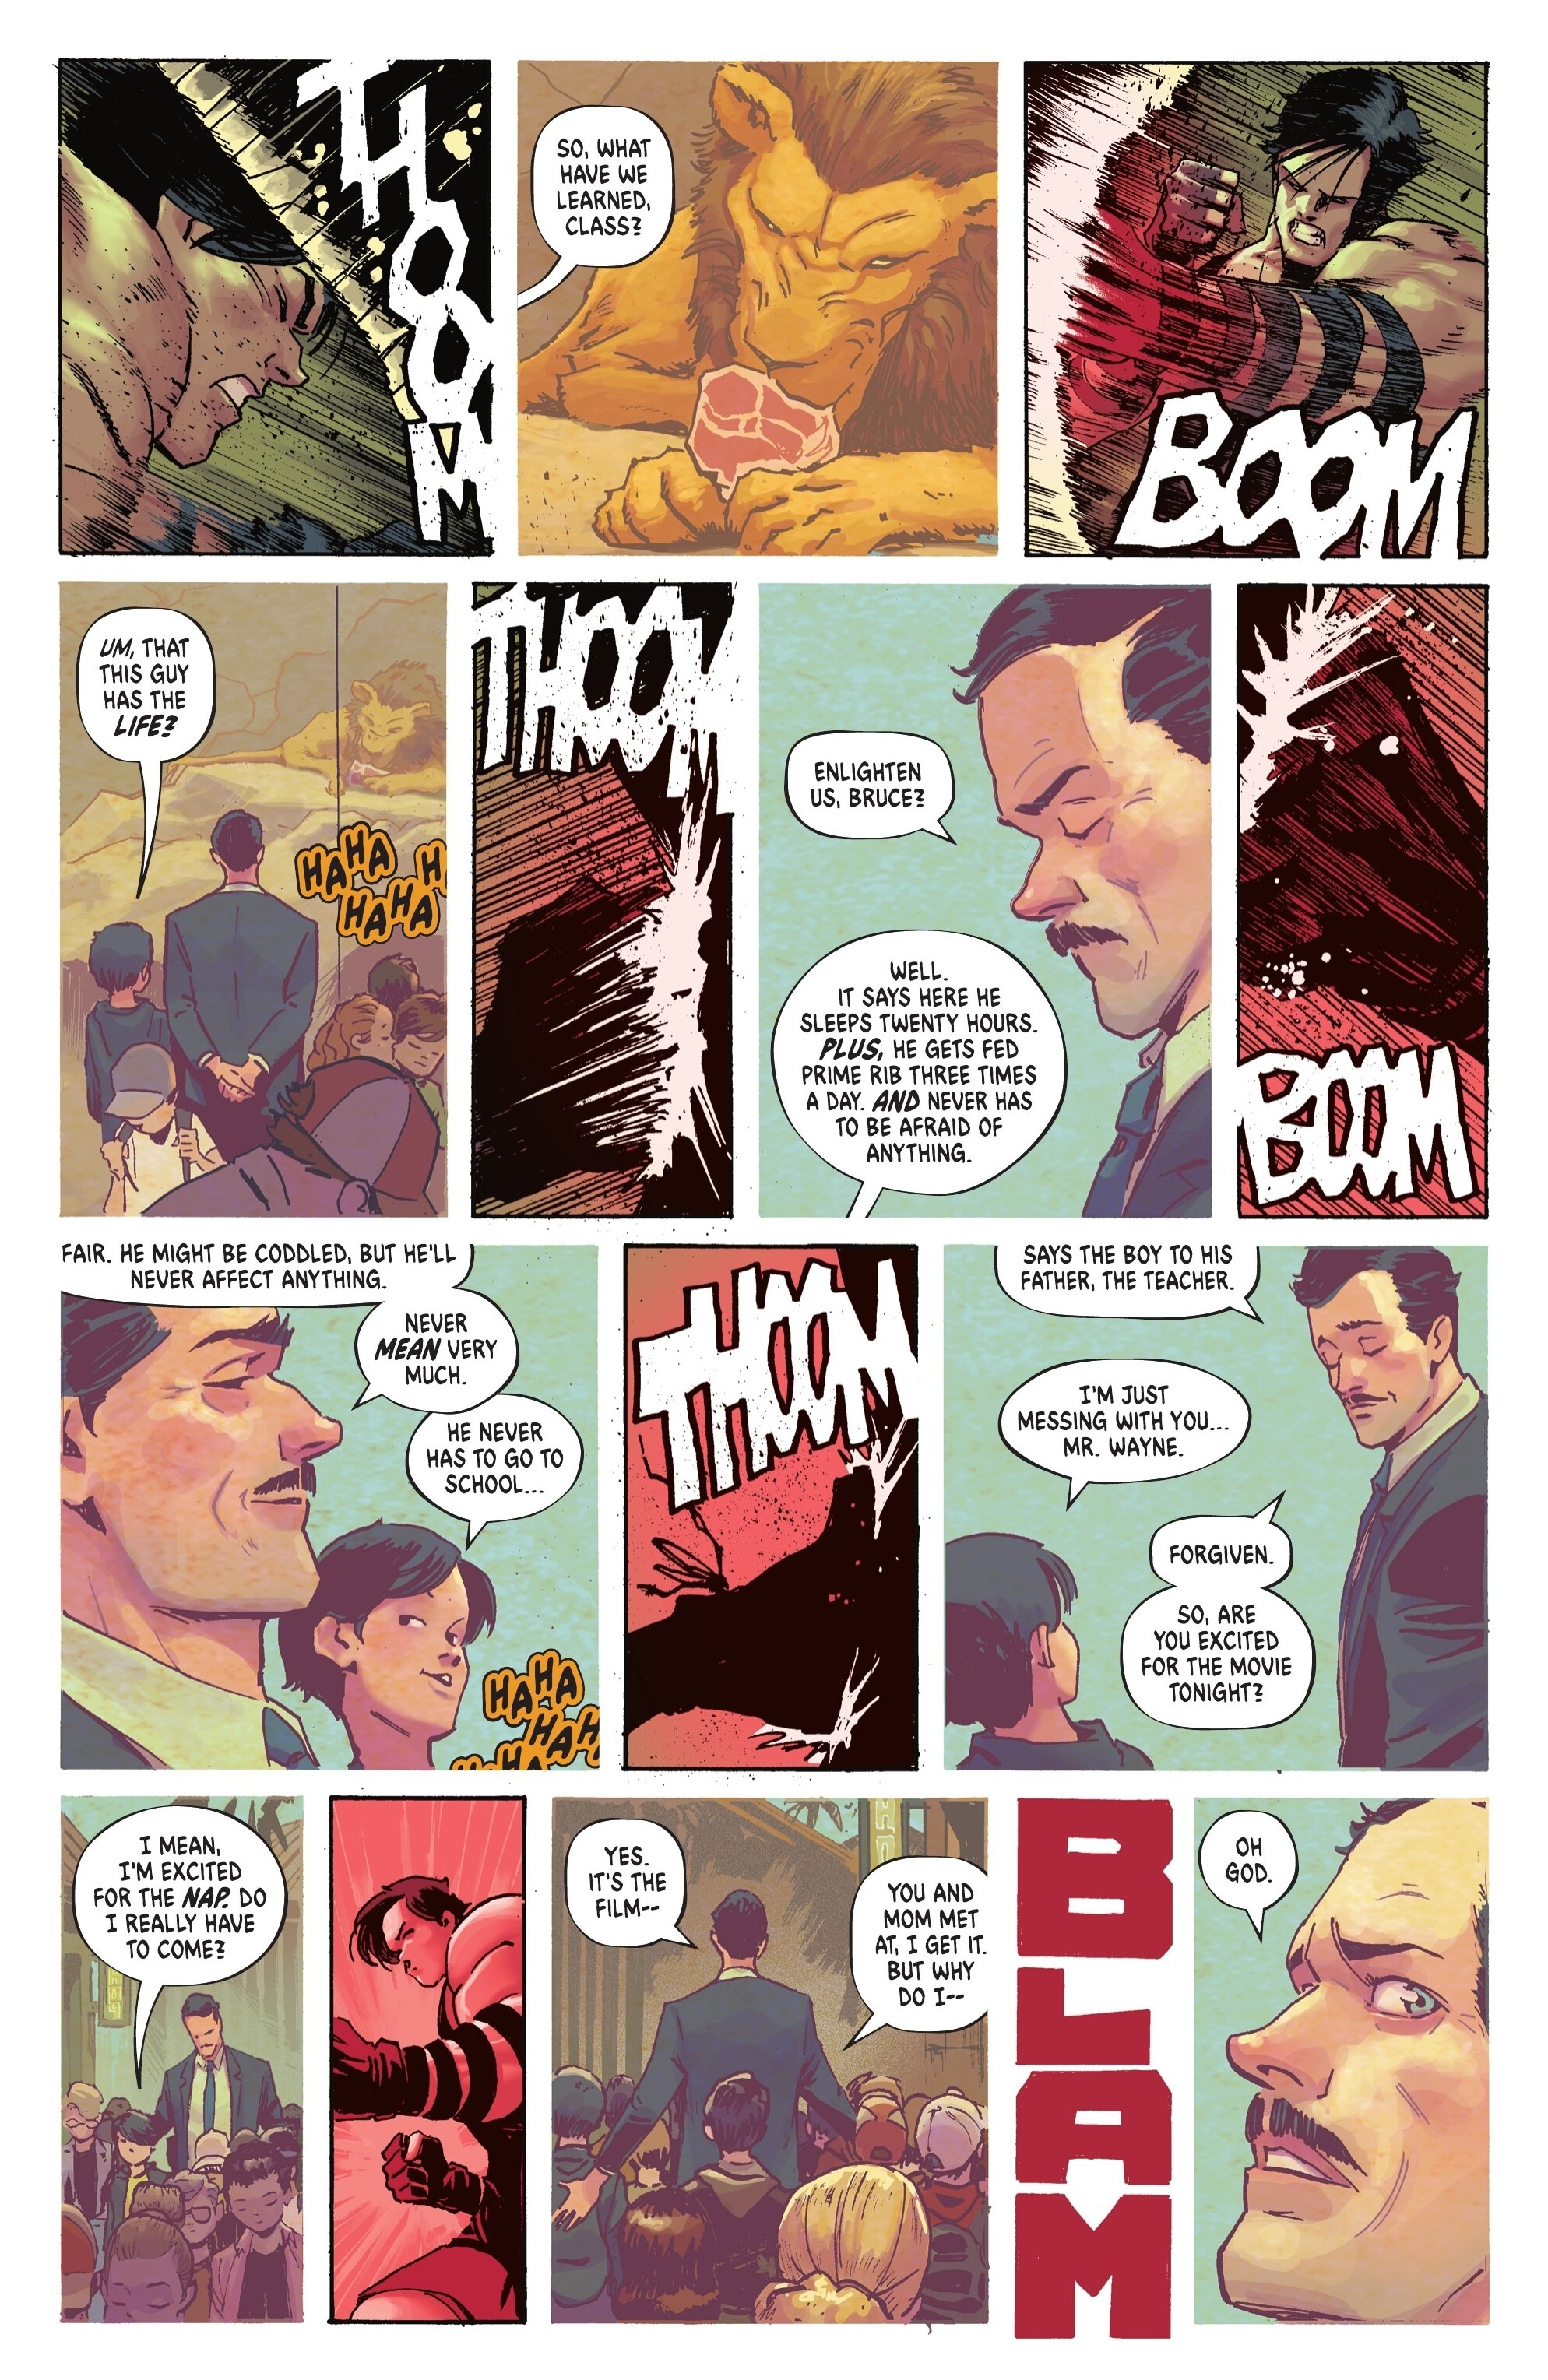 THOOM
SO, WHAT
HAVE WE
LEARNED,
CLASS?
BOOM
UM, THAT
THIS GUY
HAS THE
LIFE?
HAHA H
HAHA
THOOM
ENLIGHTEN
US, BRUCE?
WELL.
IT SAYS HERE HE
SLEEPS TWENTY HOURS.
PLUS, HE GETS FED
PRIME RIB THREE TIMES
A DAY. AND NEVER HAS
TO BE AFRAID OF
ANYTHING.
BOOM
FAIR. HE MIGHT BE CODDLED, BUT HE'LL
NEVER AFFECT ANYTHING.
NEVER
MEAN VERY
MUCH.
HE NEVER
HAS TO GO TO
SCHOOL...
HAHA
HAH
HAHA
THOOM
SAYS THE BOY TO HIS
FATHER, THE TEACHER.
I'M JUST
MESSING WITH YOU...
MR. WAYNE.
FORGIVEN.
SO, ARE
YOU EXCITED
FOR THE MOVIE
TONIGHT?
I MEAN,
I'M EXCITED
FOR THE NAP. DO
I REALLY HAVE
TO COME?
YES.
IT'S THE
FILM--
YOU AND
MOM MET
AT, I GET IT.
BUT WHY
DO I--
BLAM
OH
GOD.